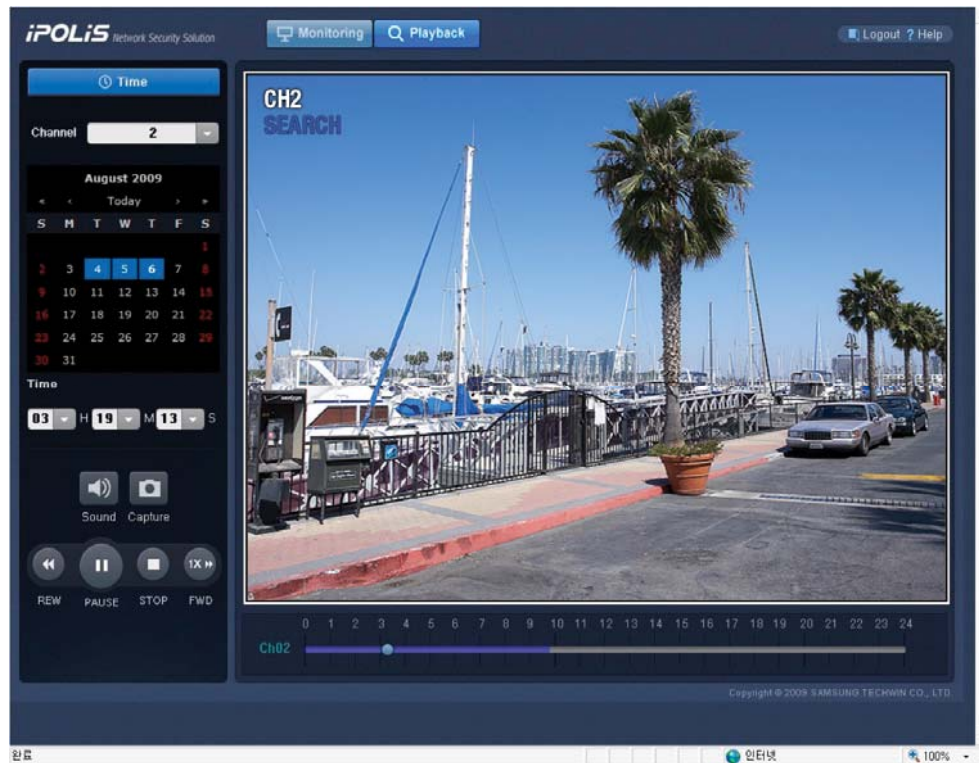 iPOLiS Network Security Solution
Monitoring
Playback
Logout ? Help
Time
Channel 2
August 2009
« ‹ Today › »
S M T W T F S
1
2 3 4 5 6 7 8
9 10 11 12 13 14 15
16 17 18 19 20 21 22
23 24 25 26 27 28 29
30 31
Time
03 H 19 M 13 S
Sound Capture
1X
REW PAUSE STOP FWD
CH2
SEARCH
0 1 2 3 4 5 6 7 8 9 10 11 12 13 14 15 16 17 18 19 20 21 22 23 24
Ch02
Copyright © 2009 SAMSUNG TECHWIN CO., LTD
완료
인터넷
100%